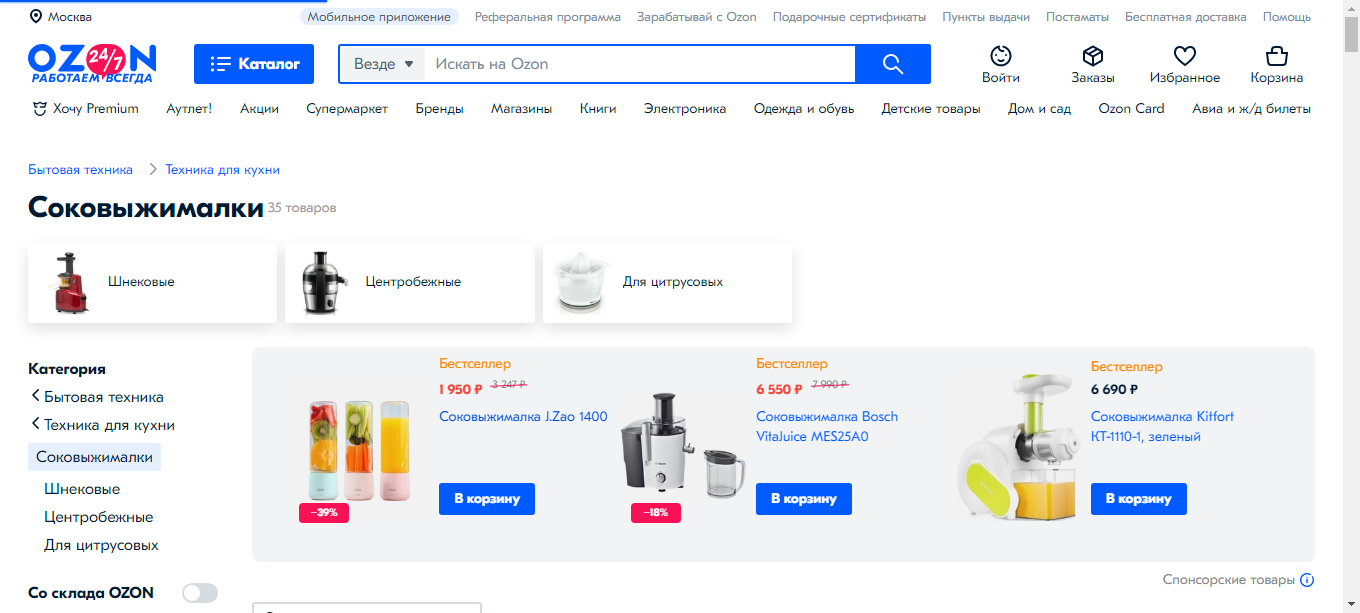 Москва
Мобильное приложение
Реферальная программа
Зарабатывай с Ozon
Подарочные сертификаты
Пункты выдачи
Постаматы
Бесплатная доставка
Помощь
OZON
24/7
РАБОТАЕМ ВСЕГДА
Каталог
Везде
Искать на Ozon
Войти
Заказы
Избранное
Корзина
Хочу Premium
Аутлет!
Акции
Супермаркет
Бренды
Магазины
Книги
Электроника
Одежда и обувь
Детские товары
Дом и сад
Ozon Card
Авиа и ж/д билеты
Бытовая техника
Техника для кухни
Соковыжималки 35 товаров
Шнековые
Центробежные
Для цитрусовых
Категория
Бытовая техника
Техника для кухни
Соковыжималки
Шнековые
Центробежные
Для цитрусовых
Со склада OZON
Бестселлер
1 950 ₽ 3 247 ₽
Соковыжималка J.Zao 1400
В корзину
−39%
Бестселлер
6 550 ₽ 7 990 ₽
Соковыжималка Bosch
VitaJuice MES25A0
В корзину
−18%
Бестселлер
6 690 ₽
Соковыжималка Kitfort
КТ-1110-1, зеленый
В корзину
Спонсорские товары